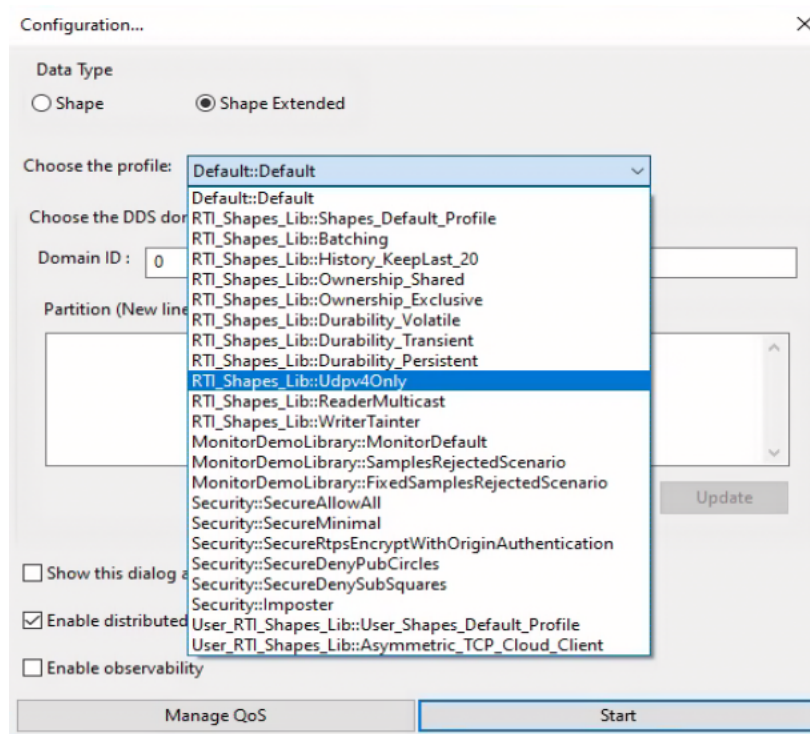 Configuration...
Data Type
Shape
Shape Extended
Choose the profile:
Default::Default
Default::Default
RTI_Shapes_Lib::Shapes_Default_Profile
RTI_Shapes_Lib::Batching
RTI_Shapes_Lib::History_KeepLast_20
RTI_Shapes_Lib::Ownership_Shared
RTI_Shapes_Lib::Ownership_Exclusive
RTI_Shapes_Lib::Durability_Volatile
RTI_Shapes_Lib::Durability_Transient
RTI_Shapes_Lib::Durability_Persistent
RTI_Shapes_Lib::Udpv4Only
RTI_Shapes_Lib::ReaderMulticast
RTI_Shapes_Lib::WriterTainter
MonitorDemoLibrary::MonitorDefault
MonitorDemoLibrary::SamplesRejectedScenario
MonitorDemoLibrary::FixedSamplesRejectedScenario
Security::SecureAllowAll
Security::SecureMinimal
Security::SecureRtpsEncryptWithOriginAuthentication
Security::SecureDenyPubCircles
Security::SecureDenySubSquares
Security::Imposter
User_RTI_Shapes_Lib::User_Shapes_Default_Profile
User_RTI_Shapes_Lib::Asymmetric_TCP_Cloud_Client
Choose the DDS do
Domain ID : 0
Partition (New line
Update
Show this dialog a
Enable distributed
Enable observability
Manage QoS
Start